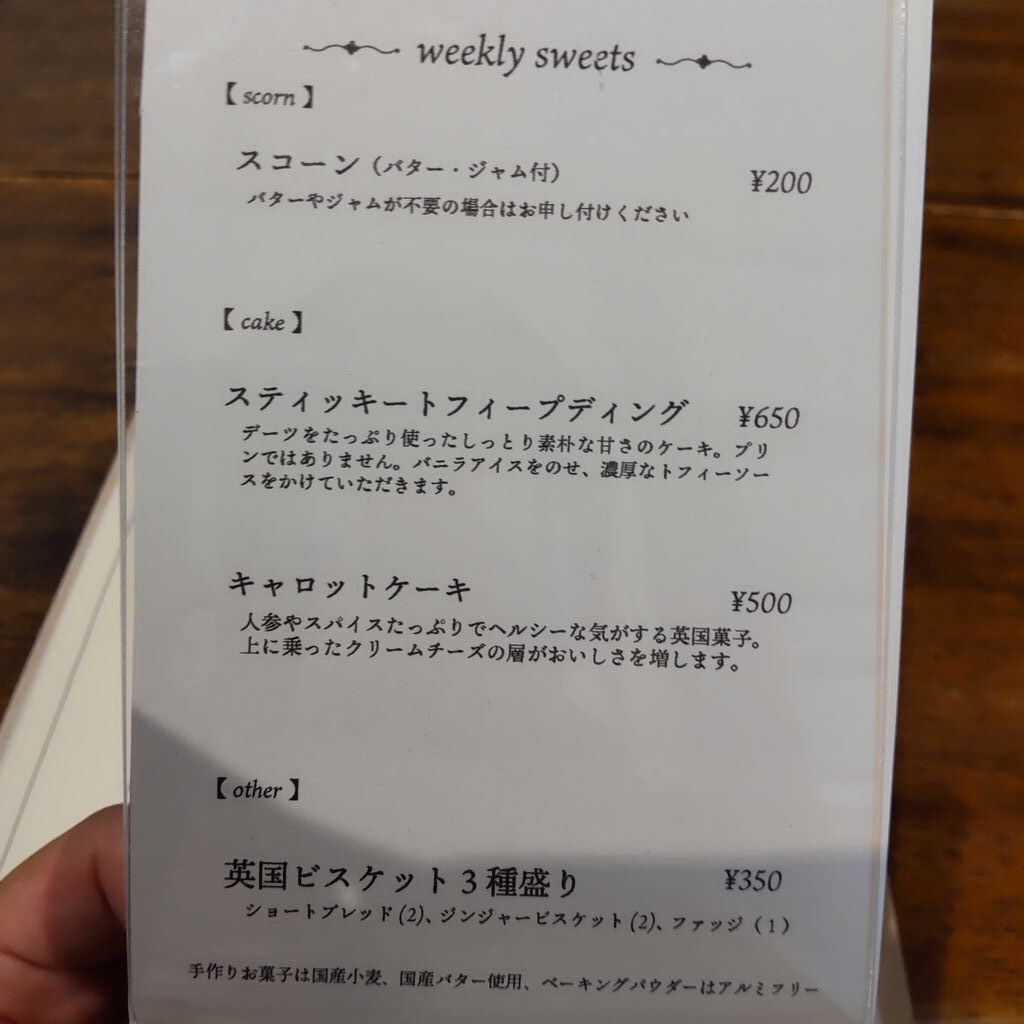 weekly sweets
【 scorn 】
スコーン（バター・ジャム付） ¥200
バターやジャムが不要の場合はお申し付けください
【 cake 】
スティッキートフィープディング ¥650
デーツをたっぷり使ったしっとり素朴な甘さのケーキ。プリ
ンではありません。バニラアイスをのせ、濃厚なトフィーソー
スをかけていただきます。
キャロットケーキ ¥500
人参やスパイスたっぷりでヘルシーな気がする英国菓子。
上に乗ったクリームチーズの層がおいしさを増します。
【 other 】
英国ビスケット３種盛り ¥350
ショートブレッド (2)、ジンジャービスケット (2)、ファッジ（１）
手作りお菓子は国産小麦、国産バター使用、ベーキングパウダーはアルミフリー